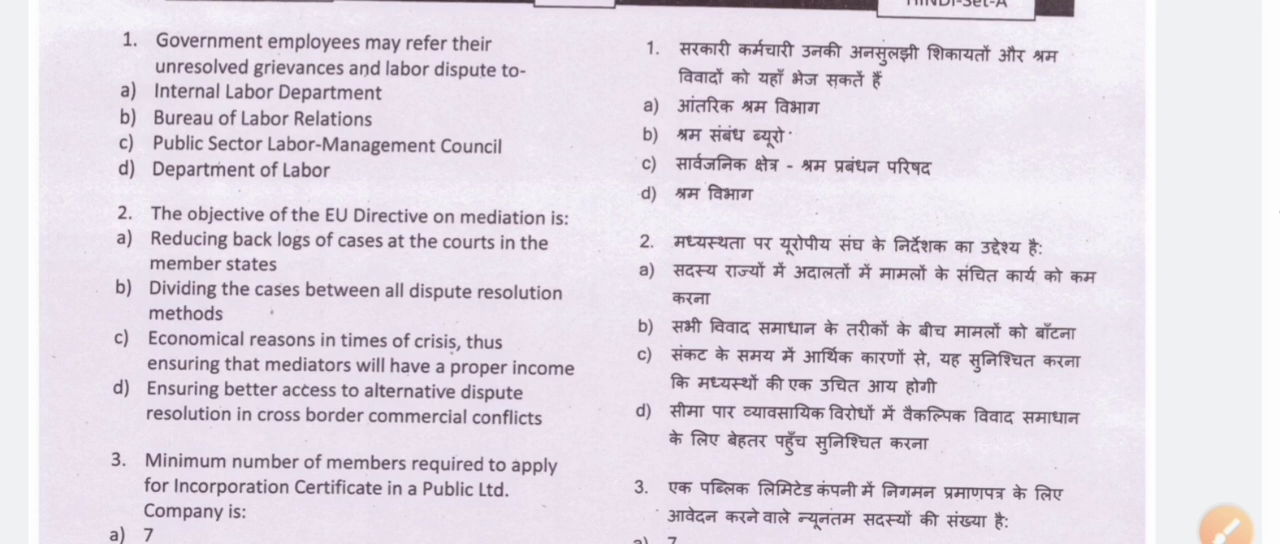 HINDI-Set-A
1. Government employees may refer their
unresolved grievances and labor dispute to-
a) Internal Labor Department
b) Bureau of Labor Relations
c) Public Sector Labor-Management Council
d) Department of Labor
2. The objective of the EU Directive on mediation is:
a) Reducing back logs of cases at the courts in the
member states
b) Dividing the cases between all dispute resolution
methods
c) Economical reasons in times of crisis, thus
ensuring that mediators will have a proper income
d) Ensuring better access to alternative dispute
resolution in cross border commercial conflicts
3. Minimum number of members required to apply
for Incorporation Certificate in a Public Ltd.
Company is:
a) 7
1. सरकारी कर्मचारी उनकी अनसुलझी शिकायतों और श्रम
विवादों को यहाँ भेज सकतें हैं
a) आंतरिक श्रम विभाग
b) श्रम संबंध ब्यूरो
c) सार्वजनिक क्षेत्र - श्रम प्रबंधन परिषद
d) श्रम विभाग
2. मध्यस्थता पर यूरोपीय संघ के निर्देशक का उद्देश्य है:
a) सदस्य राज्यों में अदालतों में मामलों के संचित कार्य को कम
करना
b) सभी विवाद समाधान के तरीकों के बीच मामलों को बाँटना
c) संकट के समय में आर्थिक कारणों से, यह सुनिश्चित करना
कि मध्यस्थों की एक उचित आय होगी
d) सीमा पार व्यावसायिक विरोधों में वैकल्पिक विवाद समाधान
के लिए बेहतर पहुँच सुनिश्चित करना
3. एक पब्लिक लिमिटेड कंपनी में निगमन प्रमाणपत्र के लिए
आवेदन करने वाले न्यूनतम सदस्यों की संख्या है:
a) 7